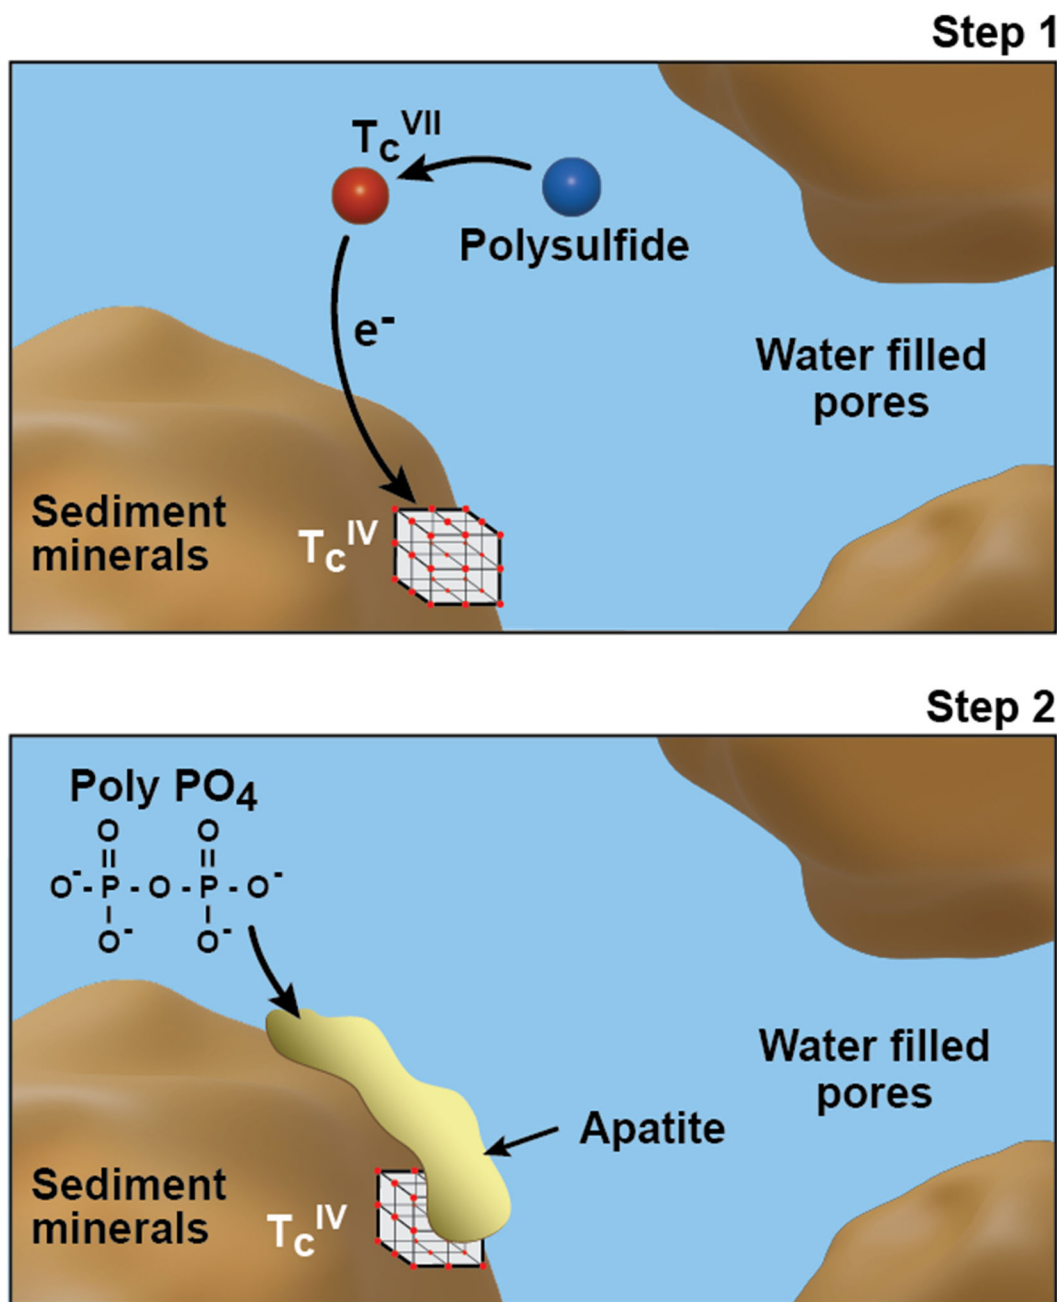 Step 1
Tc^VII
Polysulfide
e-
Water filled
pores
Sediment
minerals
Tc^IV
Step 2
Poly PO4
O O
O- - P - O - P - O-
O- O-
Water filled
pores
Apatite
Sediment
minerals
Tc^IV